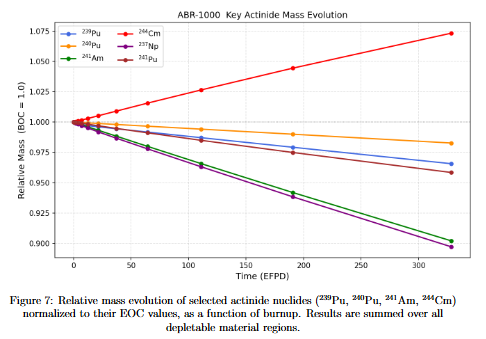 ABR-1000 Key Actinide Mass Evolution
²³⁹Pu
²⁴⁰Pu
²⁴¹Am
²⁴⁴Cm
²³⁷Np
²⁴¹Pu
Relative Mass (BOC = 1.0)
1.075
1.050
1.025
1.000
0.975
0.950
0.925
0.900
0 50 100 150 200 250 300
Time (EFPD)
Figure 7: Relative mass evolution of selected actinide nuclides (²³⁹Pu, ²⁴⁰Pu, ²⁴¹Am, ²⁴⁴Cm)
normalized to their EOC values, as a function of burnup. Results are summed over all
depletable material regions.